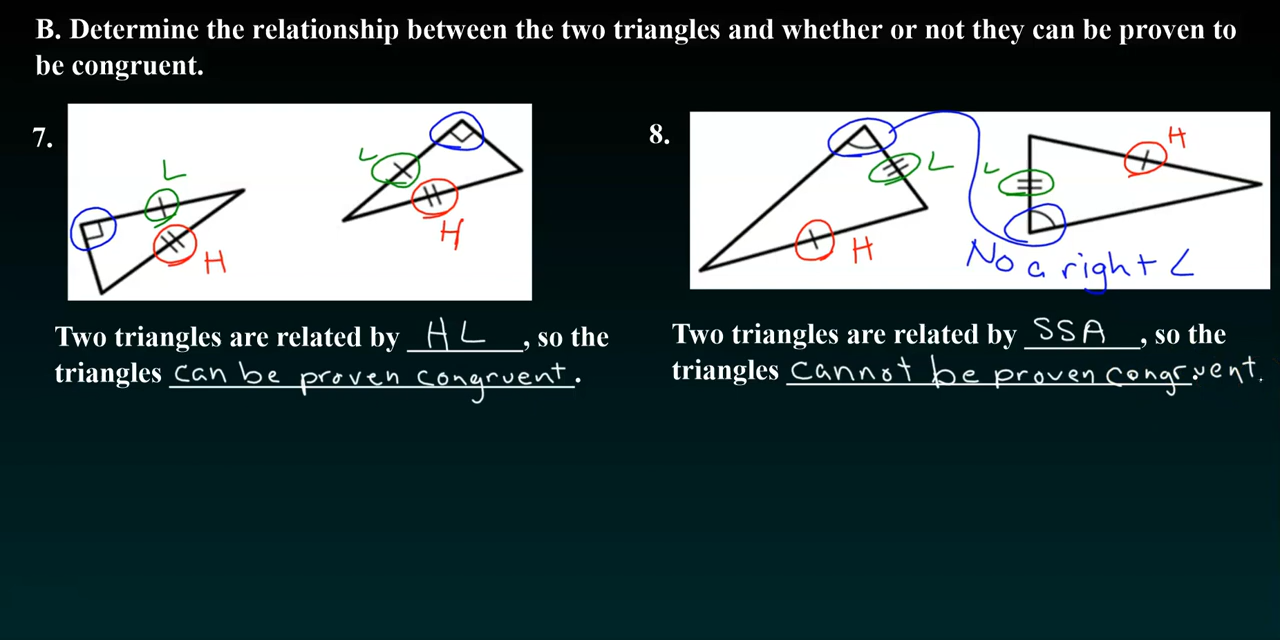 B. Determine the relationship between the two triangles and whether or not they can be proven to
be congruent.
7.
L
H
L
H
Two triangles are related by HL, so the
triangles can be proven congruent.
8.
L
H
L
H
No a right ∠
Two triangles are related by SSA, so the
triangles cannot be proven congruent.